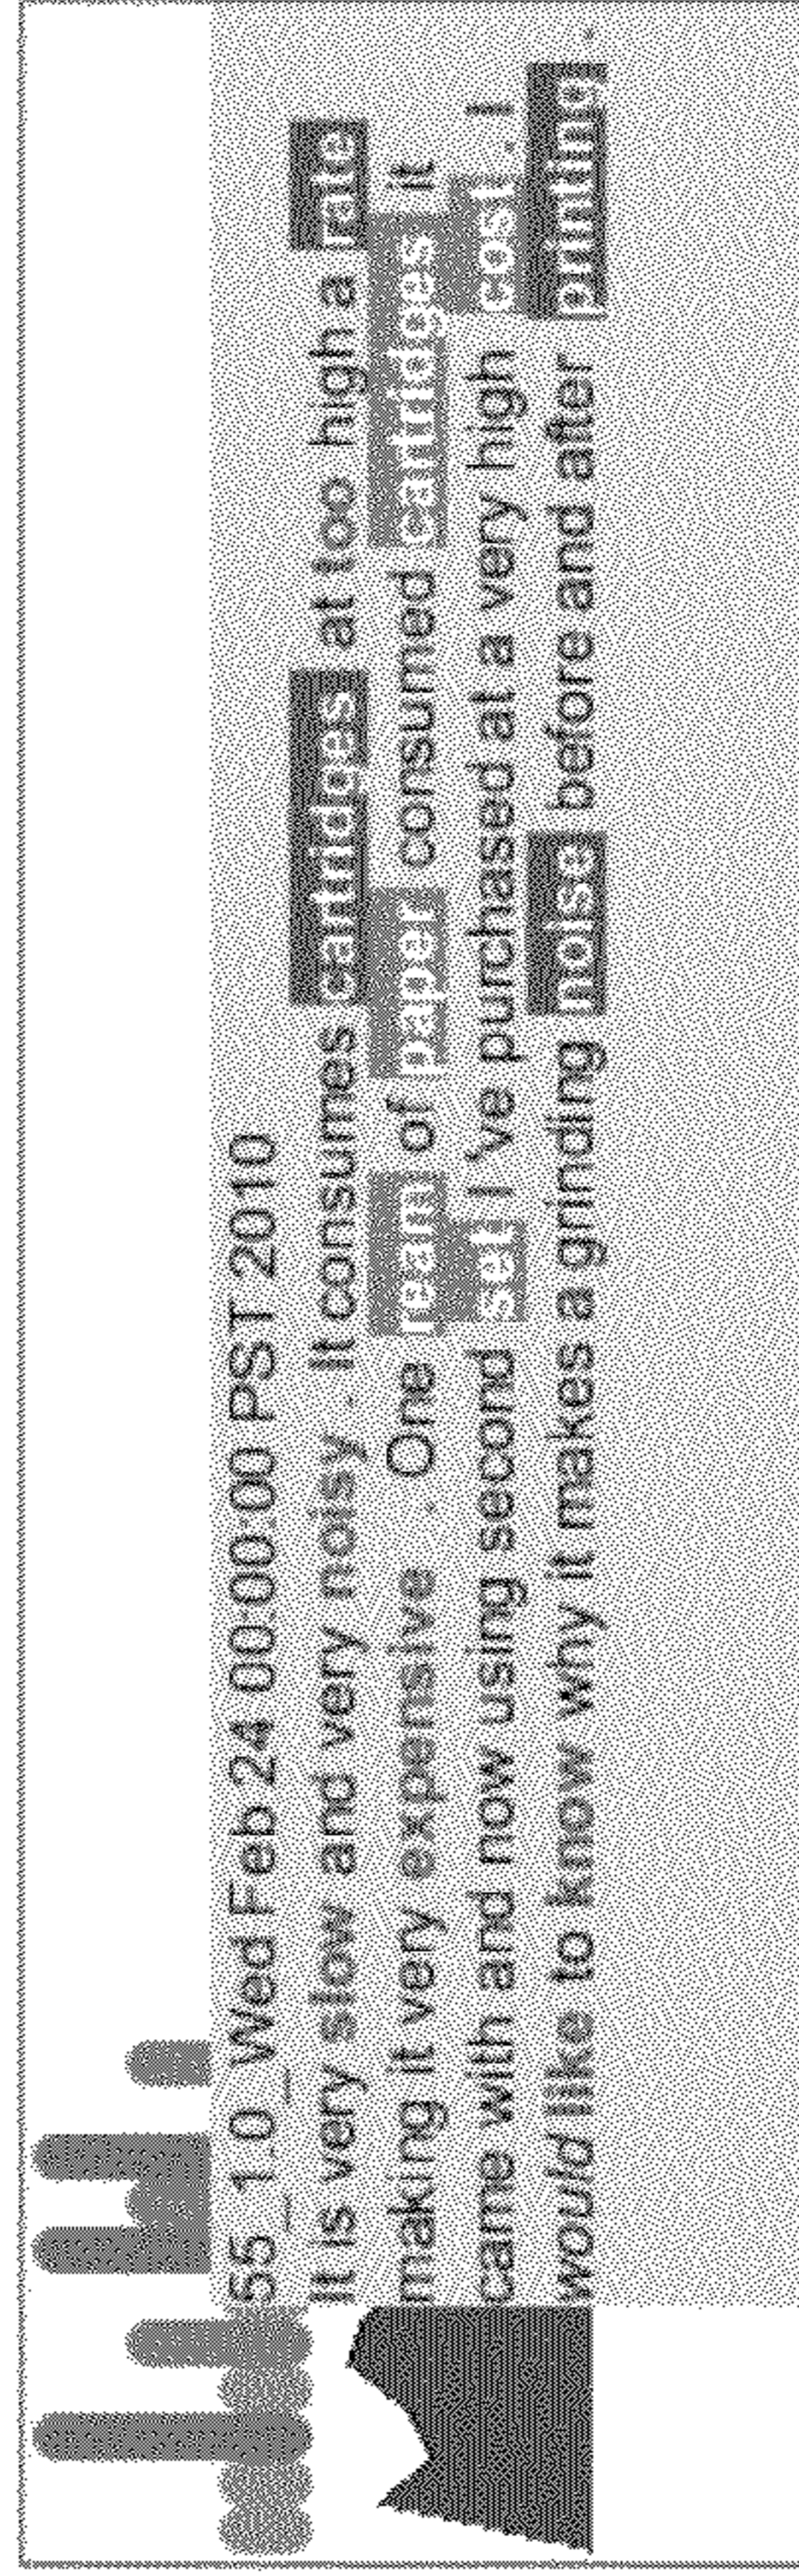 55_1.0_Wed Feb 24 00:00:00 PST 2010
It is very slow and very noisy . It consumes cartridges at too high a rate
making it very expensive . One ream of paper consumed cartridges it
came with and now using second set I 've purchased at a very high cost . I
would like to know why it makes a grinding noise before and after printing .